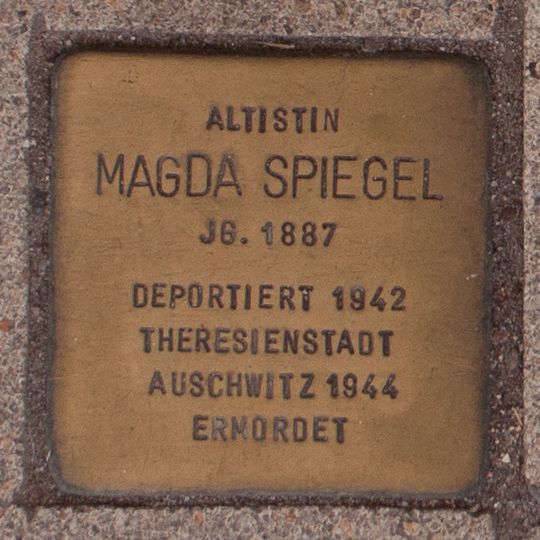 ALTISTIN
MAGDA SPIEGEL
JG. 1887
DEPORTIERT 1942
THERESIENSTADT
AUSCHWITZ 1944
ERMORDET